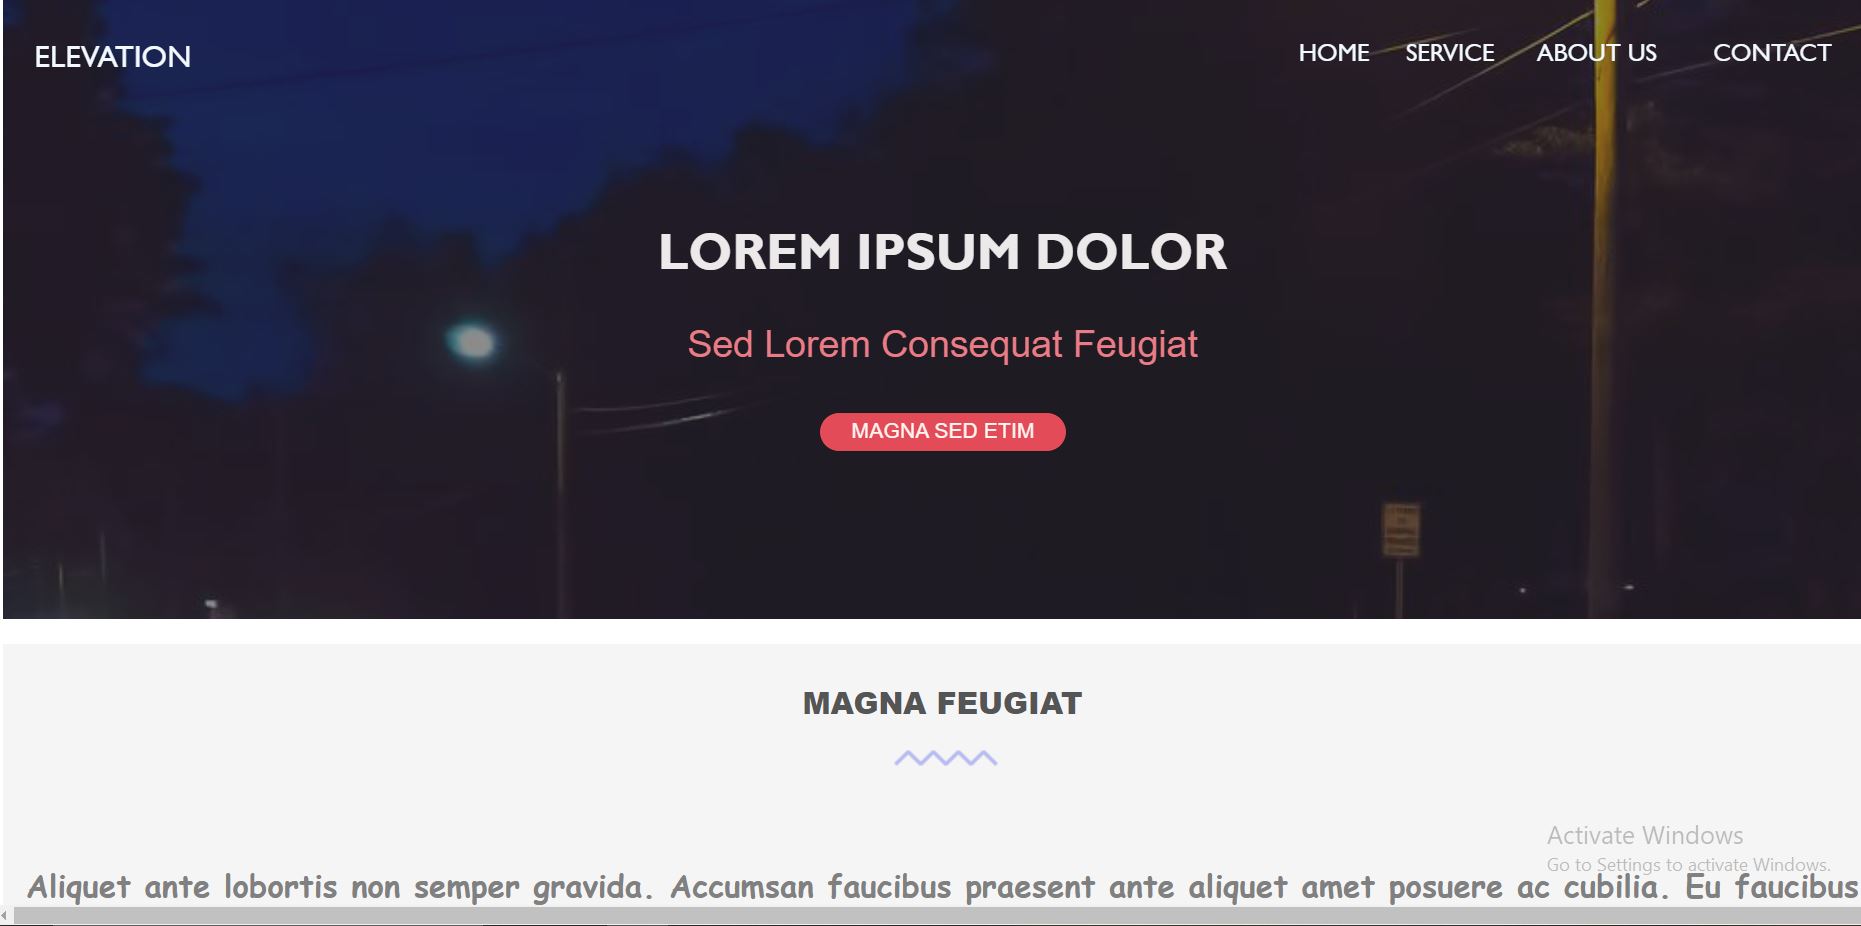 ELEVATION
HOME SERVICE ABOUT US CONTACT
LOREM IPSUM DOLOR
Sed Lorem Consequat Feugiat
MAGNA SED ETIM
MAGNA FEUGIAT
Activate Windows
Go to Settings to activate Windows.
Aliquet ante lobortis non semper gravida. Accumsan faucibus praesent ante aliquet amet posuere ac cubilia. Eu faucibus